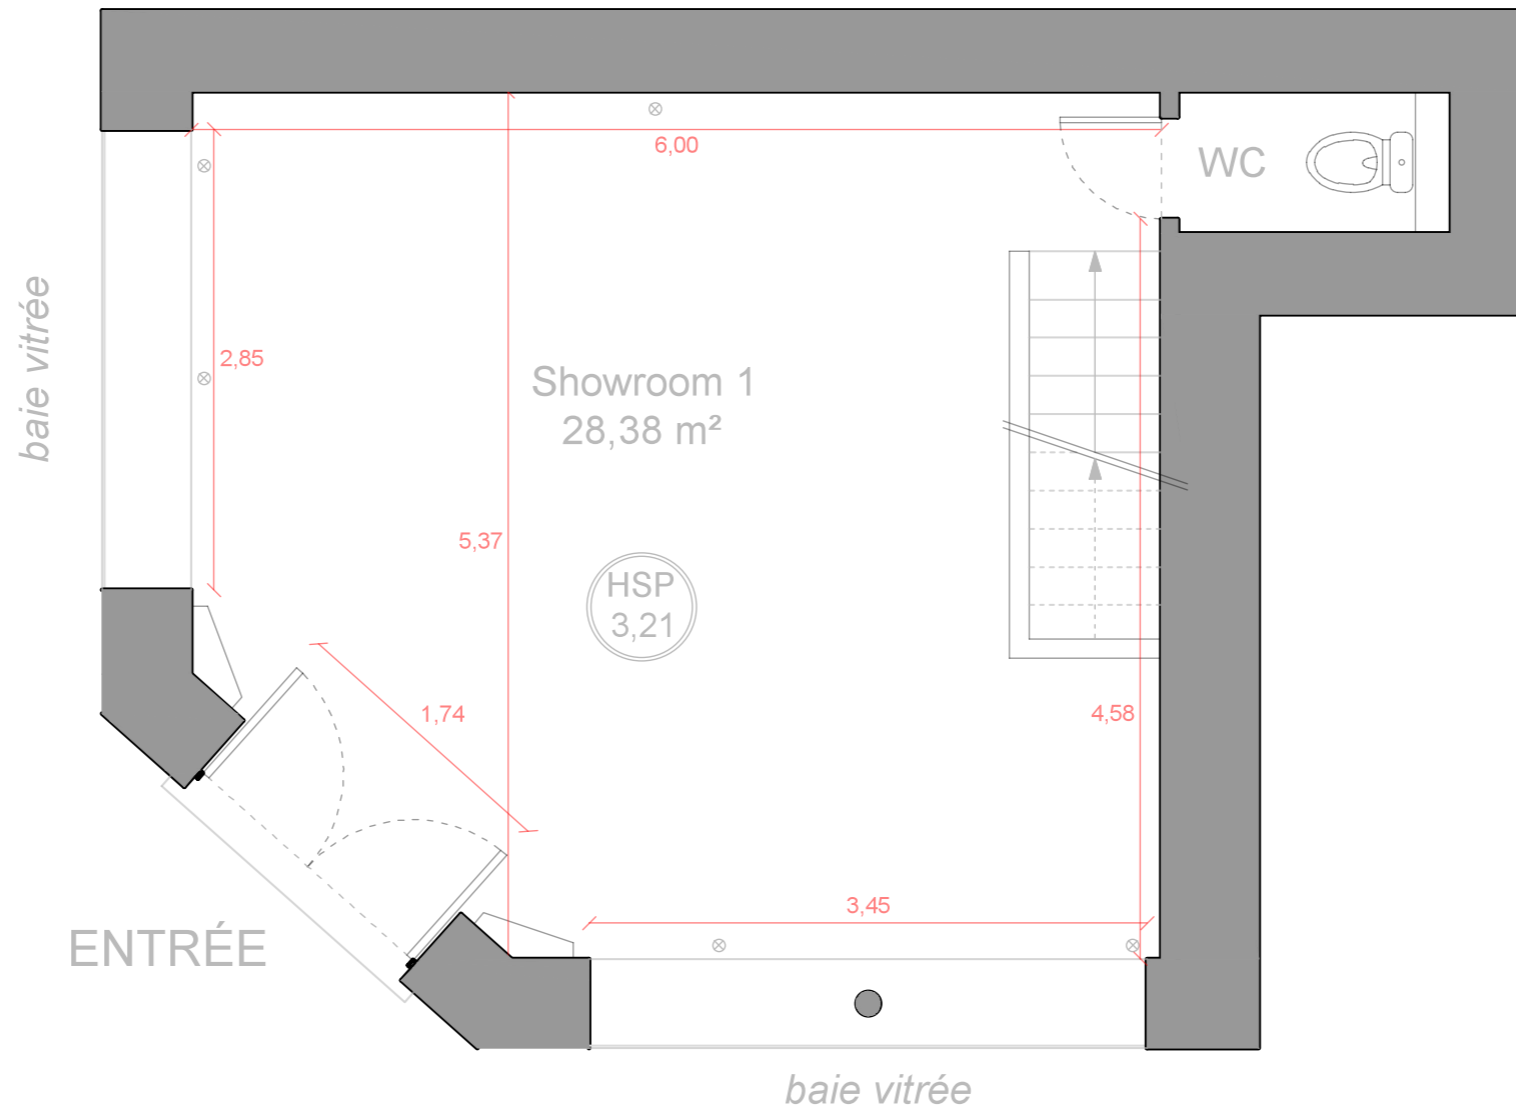 6,00
WC
baie vitrée
2,85
Showroom 1
28,38 m²
5,37
HSP
3,21
1,74
4,58
3,45
ENTRÉE
baie vitrée